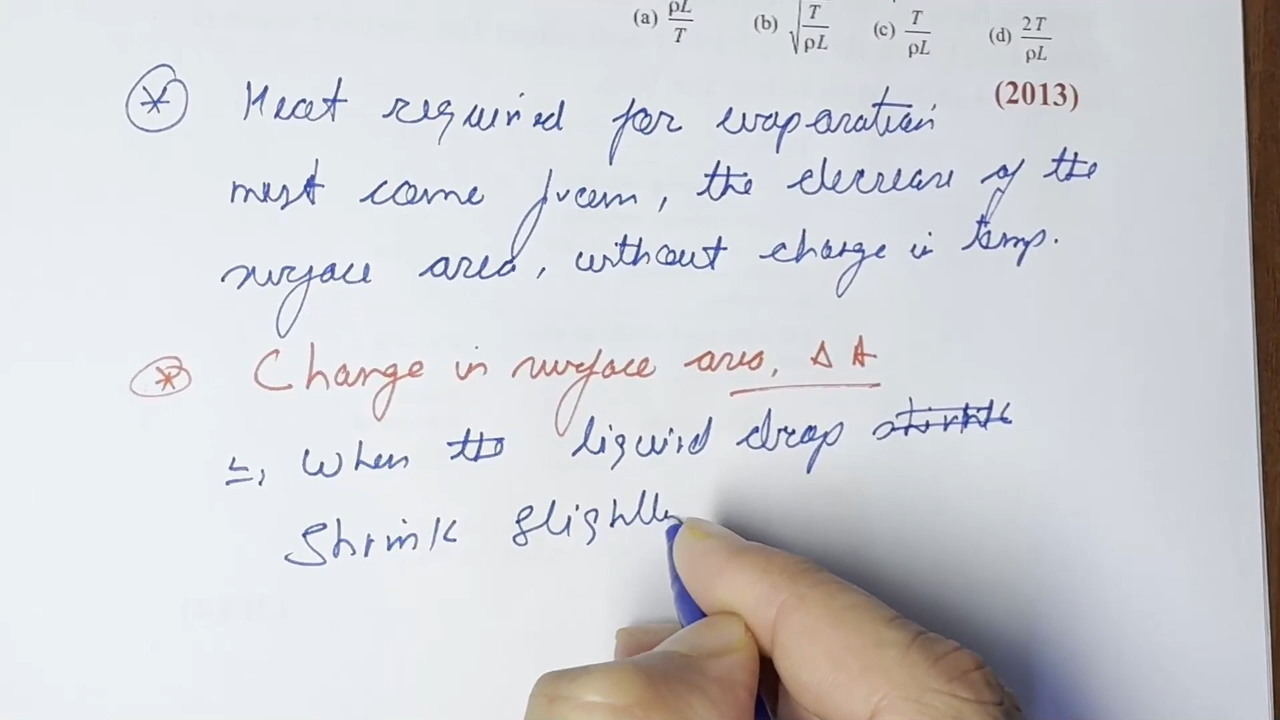 (a) ρL/T (b) √(T/ρL) (c) T/ρL (d) 2T/ρL
(2013)
Heat required for evaporation
must come from, the decrease of the
surface area, without change in temp.
Change in surface area, Δ A
=, When the liquid drop shrink
Shrink slightly